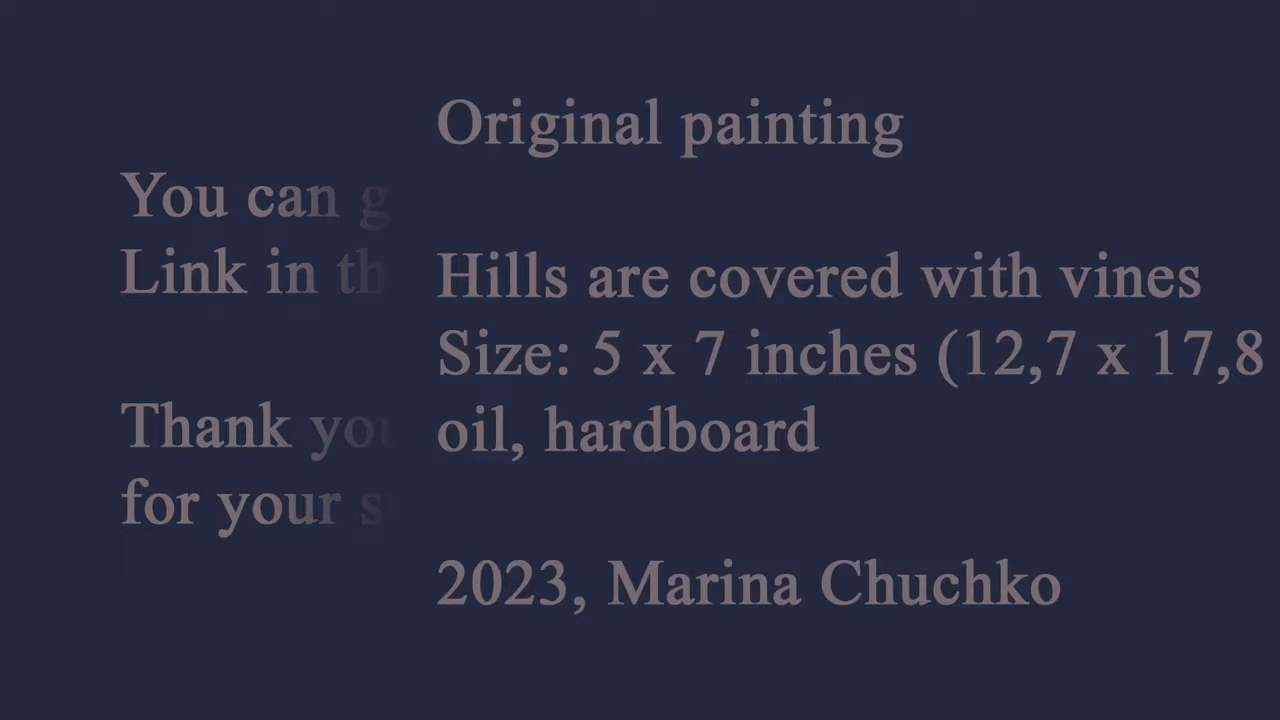 Original painting
Hills are covered with vines
Size: 5 x 7 inches (12,7 x 17,8
oil, hardboard
2023, Marina Chuchko
You can
Link in
Thank you
for your